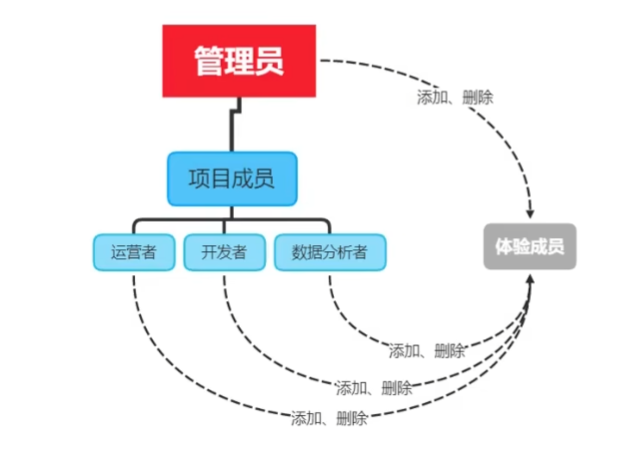 管理员
添加、删除
项目成员
体验成员
运营者
开发者
数据分析者
添加、删除
添加、删除
添加、删除